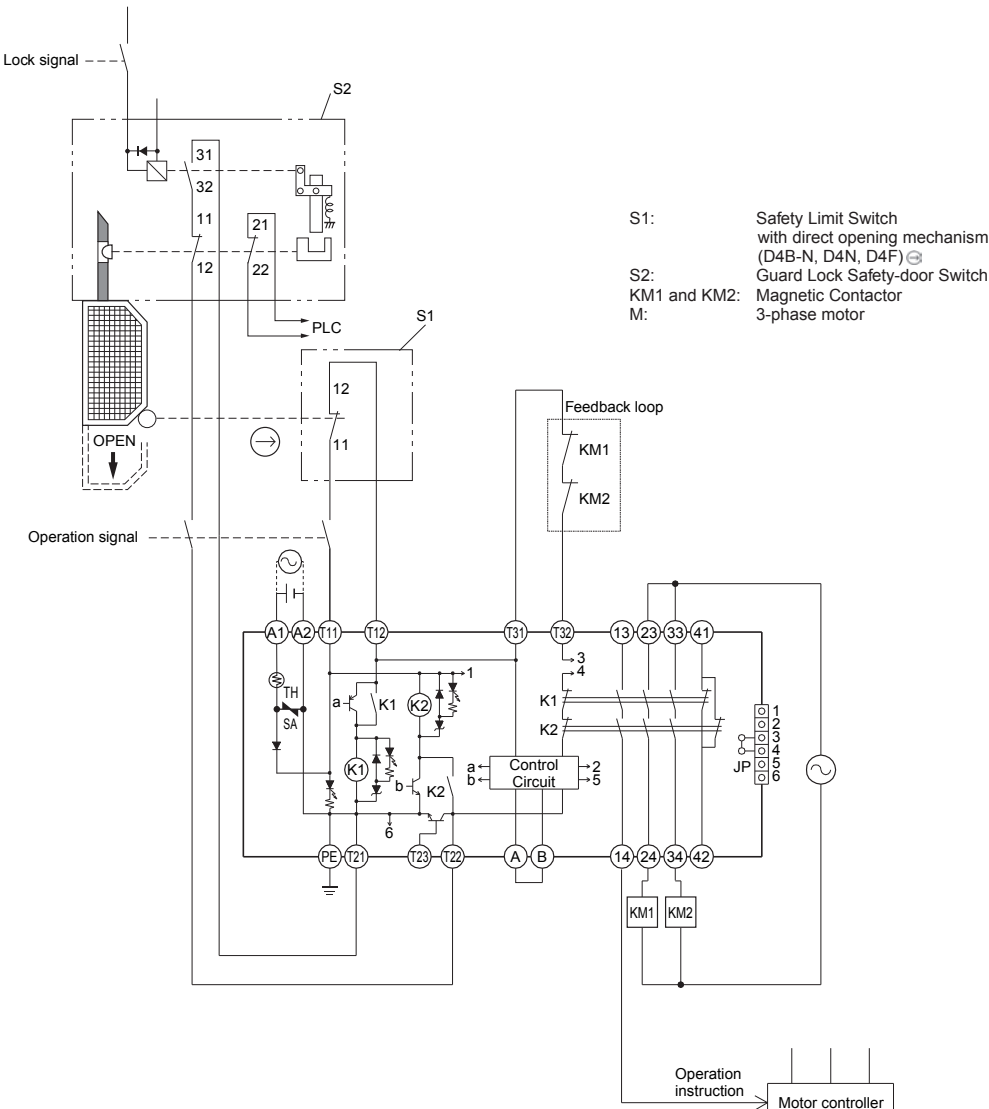 Lock signal
S2
31
32
11
12
21
22
PLC
S1
12
11
OPEN
Operation signal
S1: Safety Limit Switch
with direct opening mechanism
(D4B-N, D4N, D4F)
S2: Guard Lock Safety-door Switch
KM1 and KM2: Magnetic Contactor
M: 3-phase motor
Feedback loop
KM1
KM2
A1 A2 T11 T12 T31 T32 13 23 33 41
3
4
1
TH
SA
a K1 K2
K1
K2
K1
b K2
a Control 2
b Circuit 5
6
JP
1
2
3
4
5
6
PE T21 T23 T22 A B 14 24 34 42
KM1 KM2
Operation
instruction
Motor controller